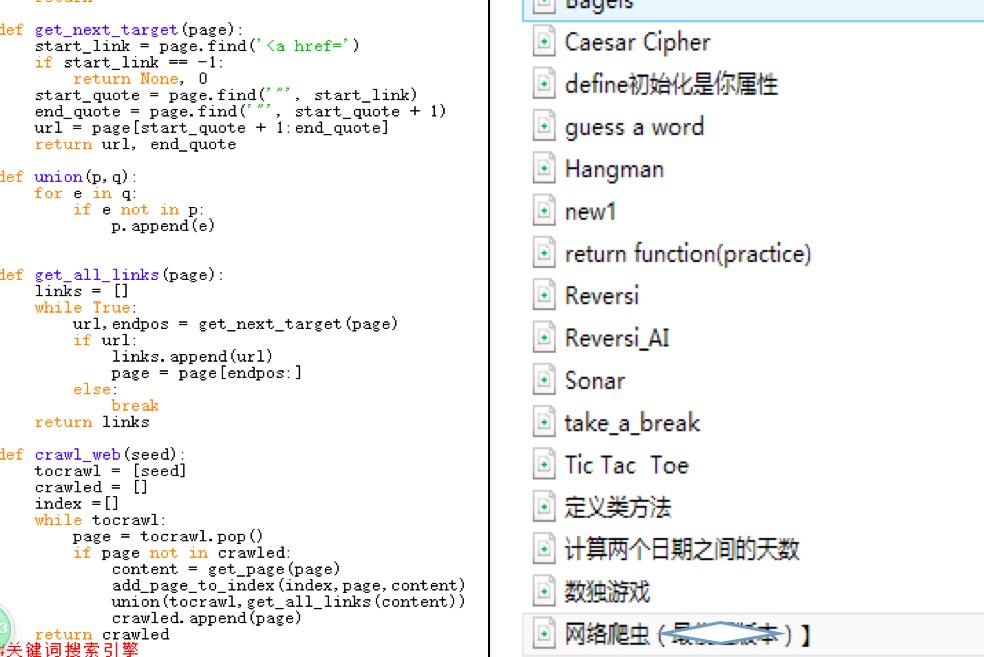 return
def get_next_target(page):
start_link = page.find('<a href=')
if start_link == -1:
return None, 0
start_quote = page.find('"', start_link)
end_quote = page.find('"', start_quote + 1)
url = page[start_quote + 1:end_quote]
return url, end_quote
def union(p,q):
for e in q:
if e not in p:
p.append(e)
def get_all_links(page):
links = []
while True:
url,endpos = get_next_target(page)
if url:
links.append(url)
page = page[endpos:]
else:
break
return links
def crawl_web(seed):
tocrawl = [seed]
crawled = []
index =[]
while tocrawl:
page = tocrawl.pop()
if page not in crawled:
content = get_page(page)
add_page_to_index(index,page,content)
union(tocrawl,get_all_links(content))
crawled.append(page)
return crawled
#关键词搜索引擎
Bagels
Caesar Cipher
define初始化是你属性
guess a word
Hangman
new1
return function(practice)
Reversi
Reversi_AI
Sonar
take_a_break
Tic Tac  Toe
定义类方法
计算两个日期之间的天数
数独游戏
网络爬虫（最 版本）】